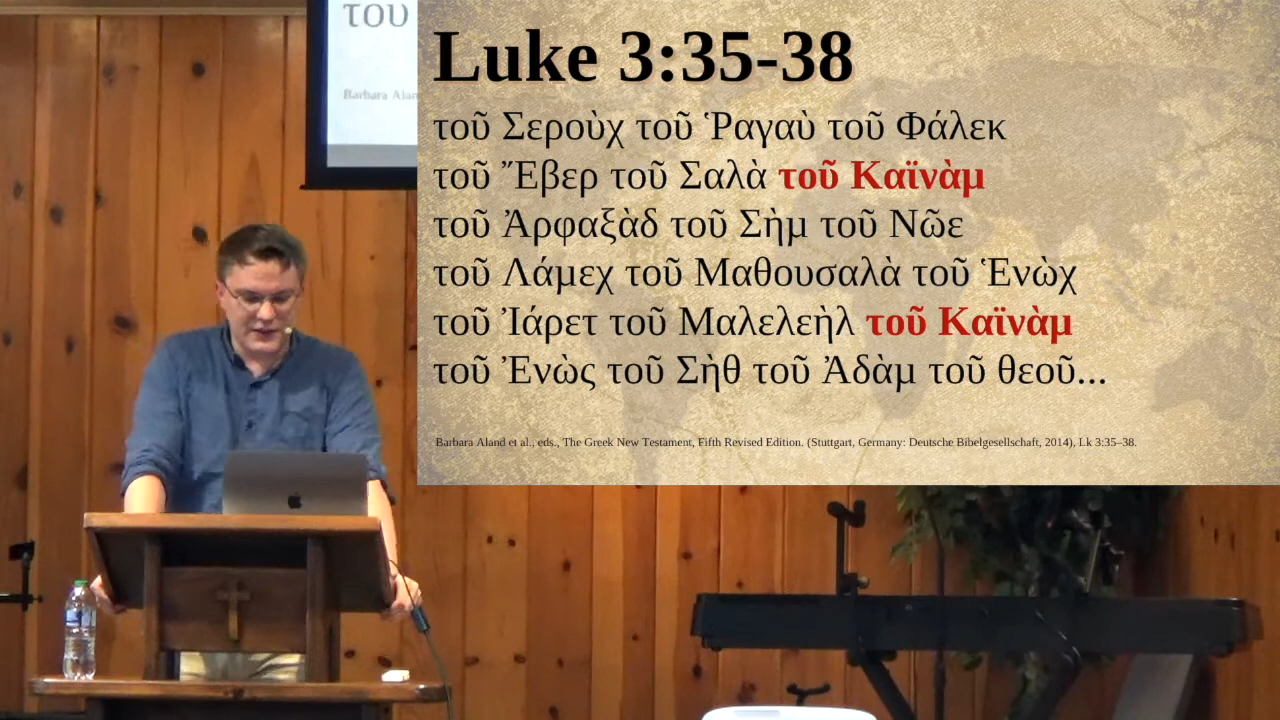 του
Barbara Alan
Luke 3:35-38
τοῦ Σεροὺχ τοῦ Ῥαγαὺ τοῦ Φάλεκ
τοῦ Ἔβερ τοῦ Σαλὰ τοῦ Καϊνὰμ
τοῦ Ἀρφαξὰδ τοῦ Σὴμ τοῦ Νῶε
τοῦ Λάμεχ τοῦ Μαθουσαλὰ τοῦ Ἑνὼχ
τοῦ Ἰάρετ τοῦ Μαλελεὴλ τοῦ Καϊνὰμ
τοῦ Ἐνὼς τοῦ Σὴθ τοῦ Ἀδὰμ τοῦ θεοῦ...
Barbara Aland et al., eds., The Greek New Testament, Fifth Revised Edition. (Stuttgart, Germany: Deutsche Bibelgesellschaft, 2014), Lk 3:35–38.